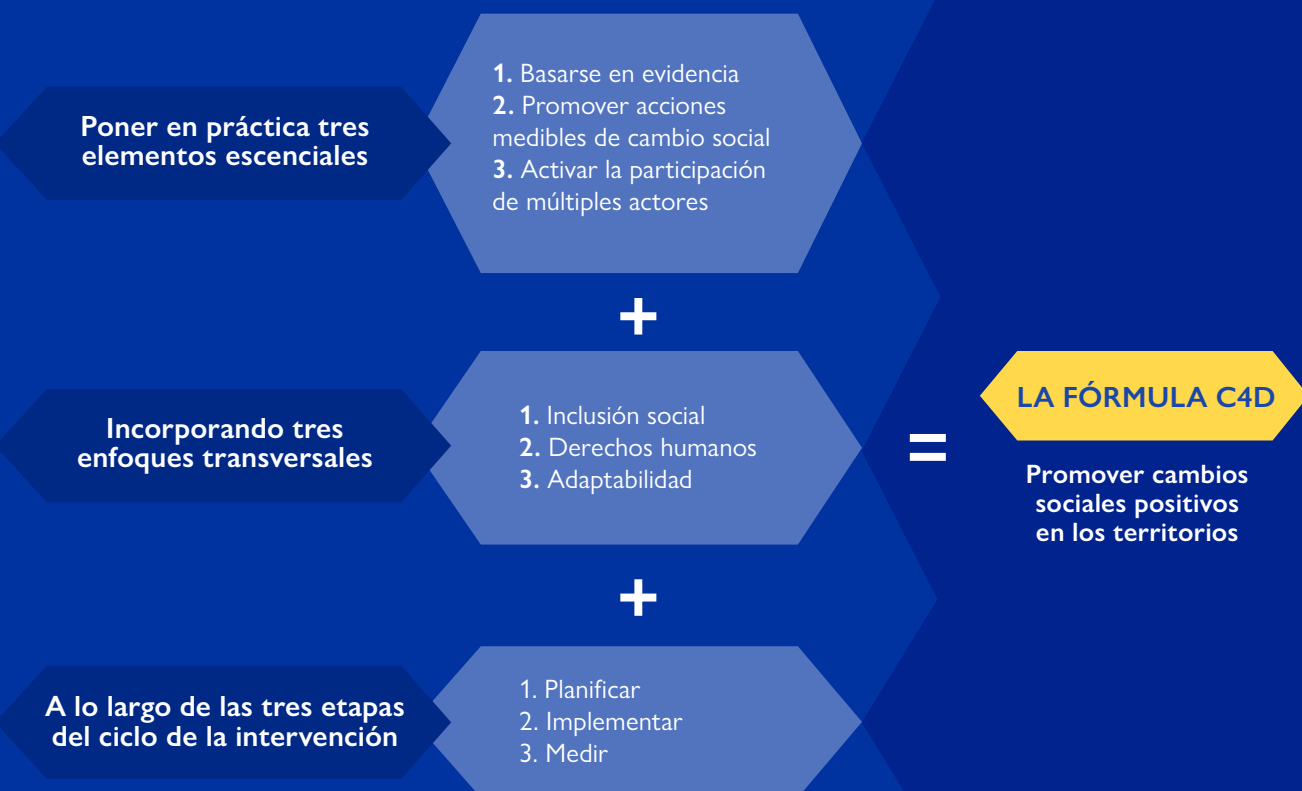 Poner en práctica tres
elementos escenciales
1. Basarse en evidencia
2. Promover acciones
medibles de cambio social
3. Activar la participación
de múltiples actores
+
Incorporando tres
enfoques transversales
1. Inclusión social
2. Derechos humanos
3. Adaptabilidad
+
A lo largo de las tres etapas
del ciclo de la intervención
1. Planificar
2. Implementar
3. Medir
=
LA FÓRMULA C4D
Promover cambios
sociales positivos
en los territorios